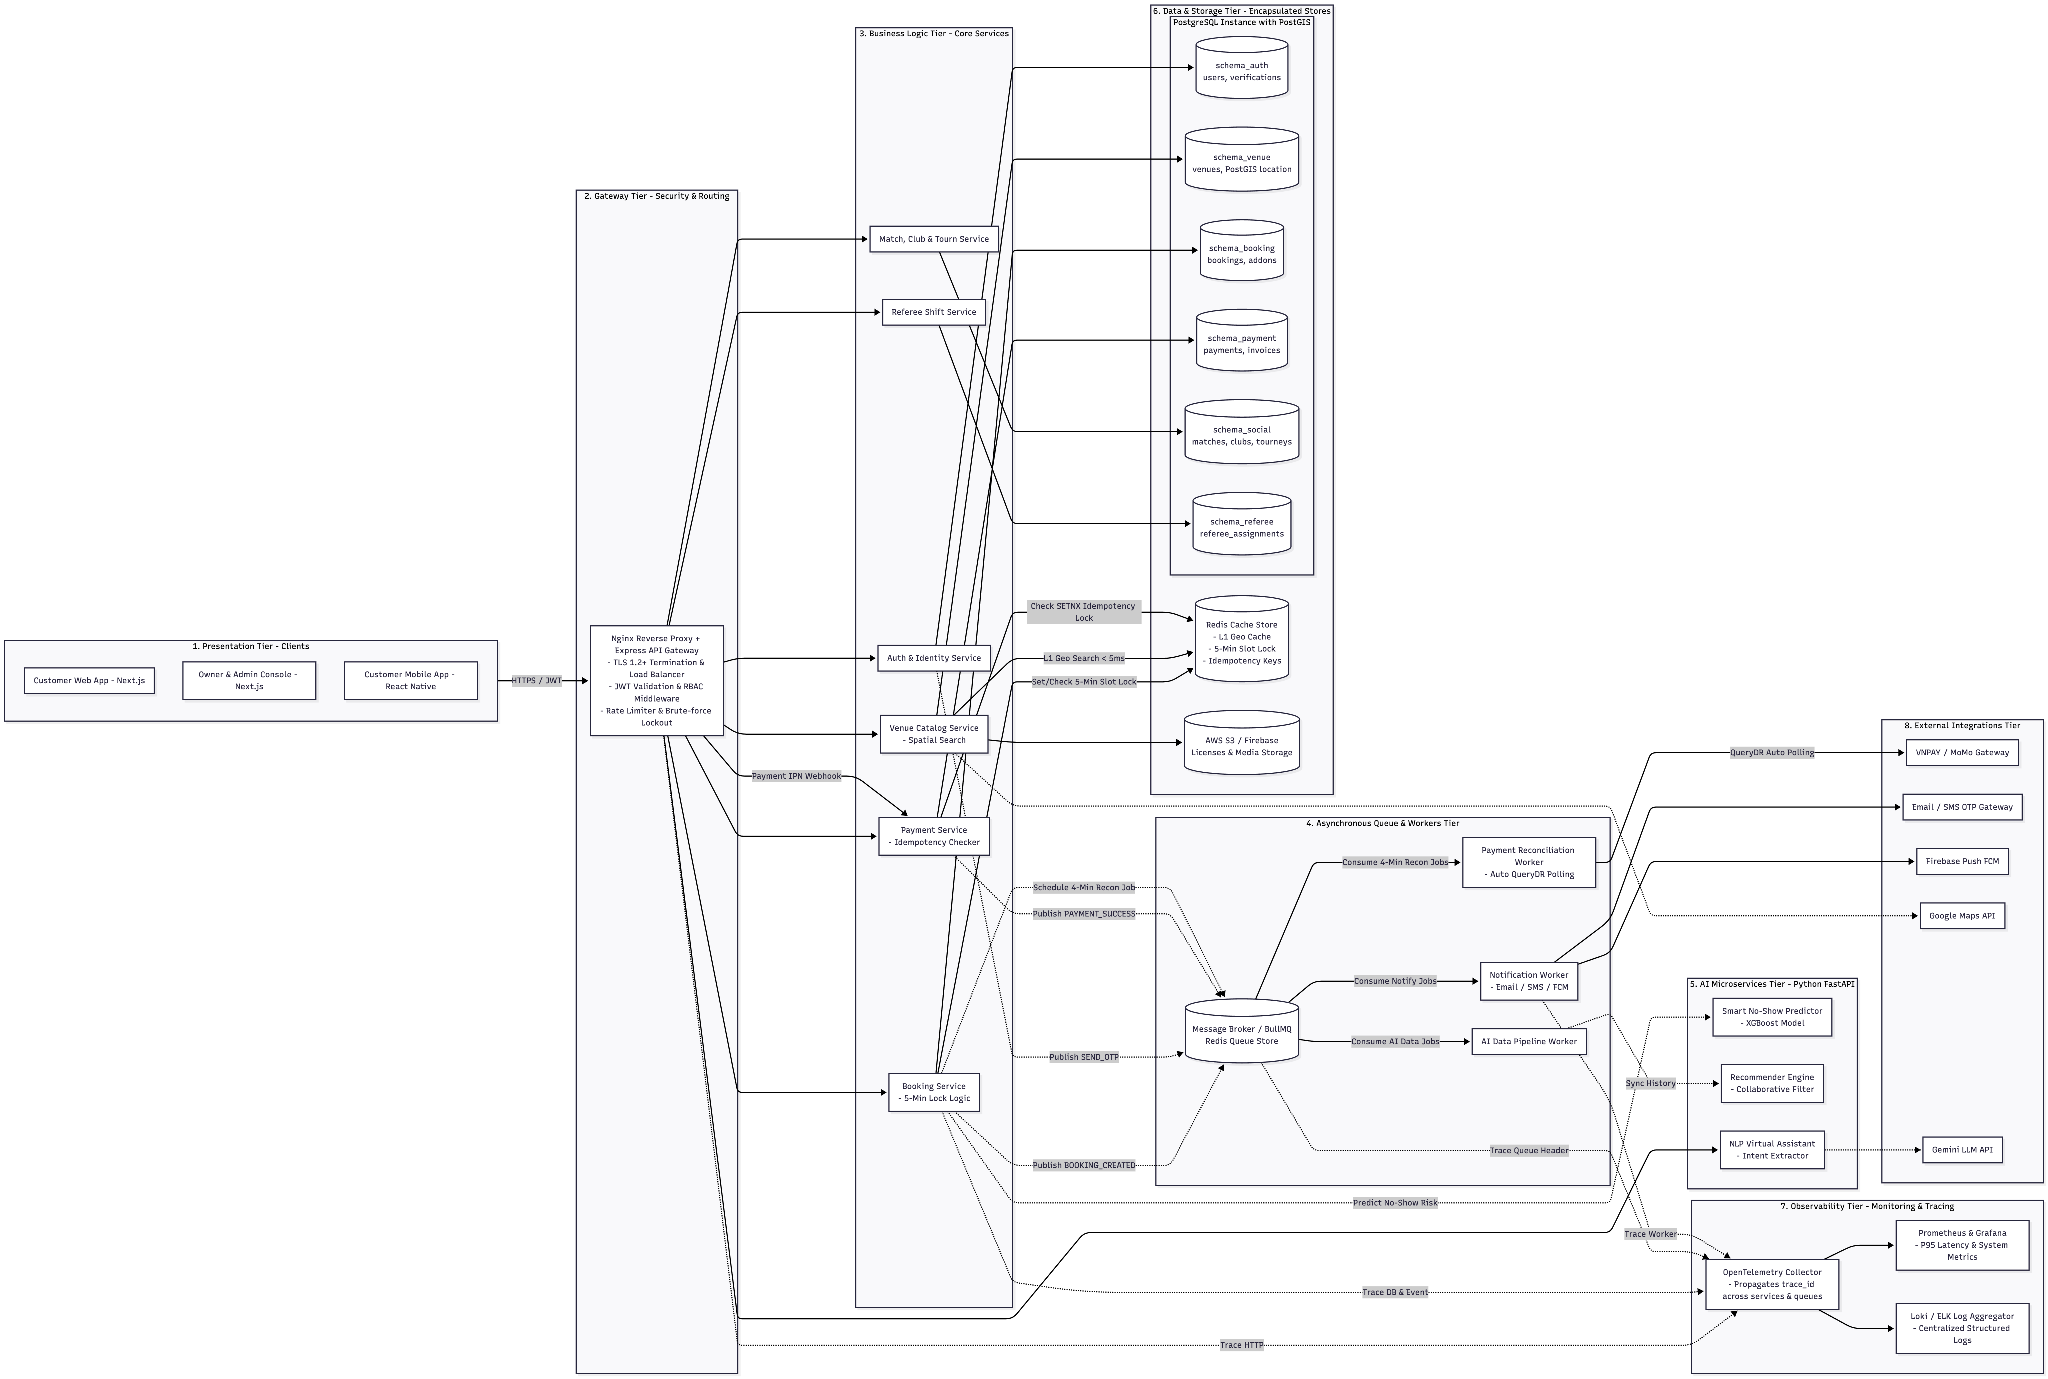 1. Presentation Tier - Clients
Customer Web App - Next.js
Owner & Admin Console -
Next.js
Customer Mobile App -
React Native
HTTPS / JWT
2. Gateway Tier - Security & Routing
Nginx Reverse Proxy +
Express API Gateway
- TLS 1.2+ Termination &
Load Balancer
- JWT Validation & RBAC
Middleware
- Rate Limiter & Brute-force
Lockout
Payment IPN Webhook
3. Business Logic Tier - Core Services
Match, Club & Tourn Service
Referee Shift Service
Auth & Identity Service
Venue Catalog Service
- Spatial Search
Payment Service
- Idempotency Checker
Booking Service
- 5-Min Lock Logic
Check SETNX Idempotency
Lock
L1 Geo Search < 5ms
Set/Check 5-Min Slot Lock
Schedule 4-Min Recon Job
Publish PAYMENT_SUCCESS
Publish SEND_OTP
Publish BOOKING_CREATED
6. Data & Storage Tier - Encapsulated Stores
PostgreSQL Instance with PostGIS
schema_auth
users, verifications
schema_venue
venues, PostGIS location
schema_booking
bookings, addons
schema_payment
payments, invoices
schema_social
matches, clubs, tourneys
schema_referee
referee_assignments
Redis Cache Store
- L1 Geo Cache
- 5-Min Slot Lock
- Idempotency Keys
AWS S3 / Firebase
Licenses & Media Storage
4. Asynchronous Queue & Workers Tier
Message Broker / BullMQ
Redis Queue Store
Consume 4-Min Recon Jobs
Consume Notify Jobs
Consume AI Data Jobs
Payment Reconciliation
Worker
- Auto QueryDR Polling
Notification Worker
- Email / SMS / FCM
AI Data Pipeline Worker
Trace Queue Header
Predict No-Show Risk
Trace DB & Event
Trace HTTP
QueryDR Auto Polling
Sync History
Trace Worker
5. AI Microservices Tier - Python FastAPI
Smart No-Show Predictor
- XGBoost Model
Recommender Engine
- Collaborative Filter
NLP Virtual Assistant
- Intent Extractor
8. External Integrations Tier
VNPAY / MoMo Gateway
Email / SMS OTP Gateway
Firebase Push FCM
Google Maps API
Gemini LLM API
7. Observability Tier - Monitoring & Tracing
OpenTelemetry Collector
- Propagates trace_id
across services & queues
Prometheus & Grafana
- P95 Latency & System
Metrics
Loki / ELK Log Aggregator
- Centralized Structured
Logs